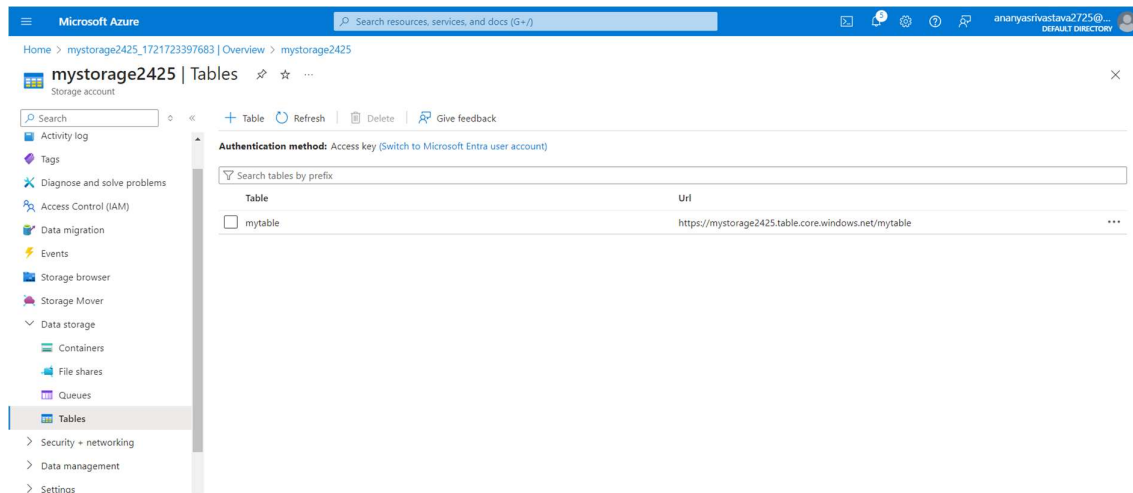 Microsoft Azure
Search resources, services, and docs (G+/)
5
ananyasrivastava2725@...
DEFAULT DIRECTORY
Home > mystorage2425_1721723397683 | Overview > mystorage2425
mystorage2425 | Tables
Storage account
Search
+ Table Refresh Delete Give feedback
Activity log
Tags
Diagnose and solve problems
Access Control (IAM)
Data migration
Events
Storage browser
Storage Mover
Data storage
Containers
File shares
Queues
Tables
Security + networking
Data management
Settings
Authentication method: Access key (Switch to Microsoft Entra user account)
Search tables by prefix
Table Url
mytable https://mystorage2425.table.core.windows.net/mytable